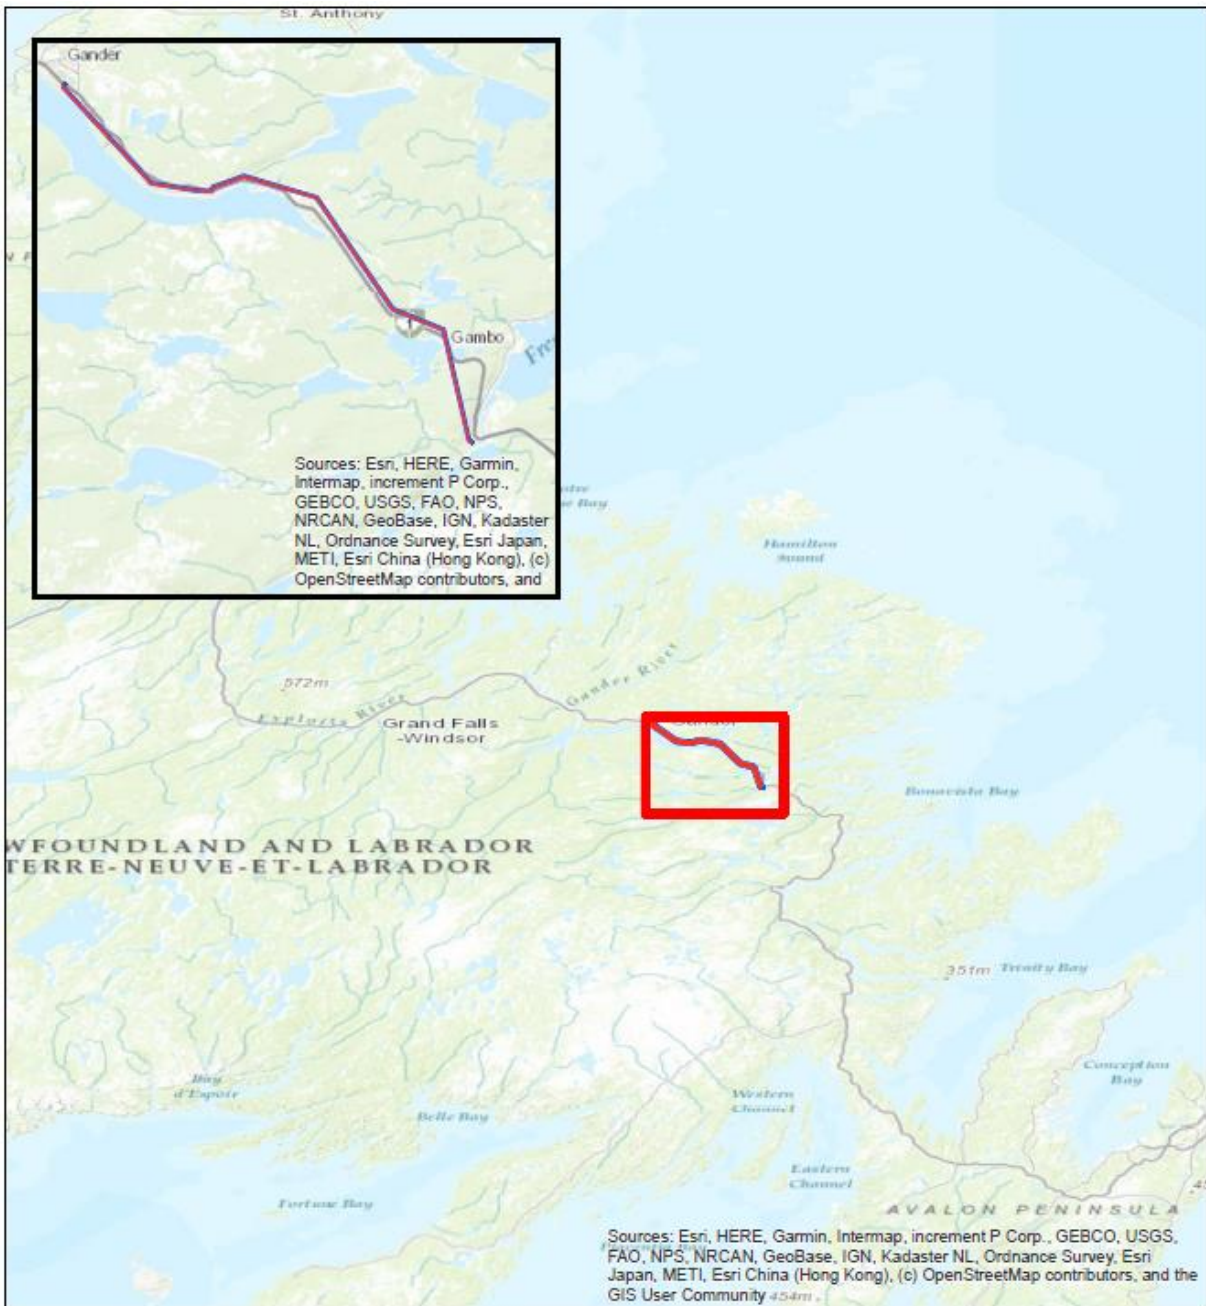 St. Anthony
Gander
Gambo
Sources: Esri, HERE, Garmin,
Intermap, increment P Corp.,
GEBCO, USGS, FAO, NPS,
NRCAN, GeoBase, IGN, Kadaster
NL, Ordnance Survey, Esri Japan,
METI, Esri China (Hong Kong), (c)
OpenStreetMap contributors, and
Bay
Hamilton
Sound
572m
Gander River
Exploits River
Grand Falls
-Windsor
Gander
Bonavista Bay
WFOUNDLAND AND LABRADOR
TERRE-NEUVE-ET-LABRADOR
351m
Trinity Bay
Conception
Bay
Bay
d'Espoir
Western
Channel
Belle Bay
Eastern
Channel
Fortune Bay
AVALON PENINSULA
Sources: Esri, HERE, Garmin, Intermap, increment P Corp., GEBCO, USGS,
FAO, NPS, NRCAN, GeoBase, IGN, Kadaster NL, Ordnance Survey, Esri
Japan, METI, Esri China (Hong Kong), (c) OpenStreetMap contributors, and the
GIS User Community
454m